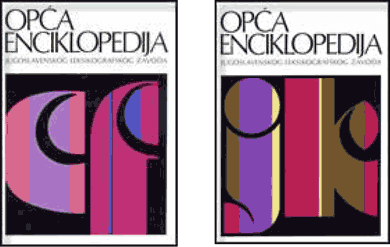 OPĆA
ENCIKLOPEDIJA
JUGOSLAVENSKOG LEKSIKOGRAFSKOG ZAVODA
c f
OPĆA
ENCIKLOPEDIJA
JUGOSLAVENSKOG LEKSIKOGRAFSKOG ZAVODA
j k